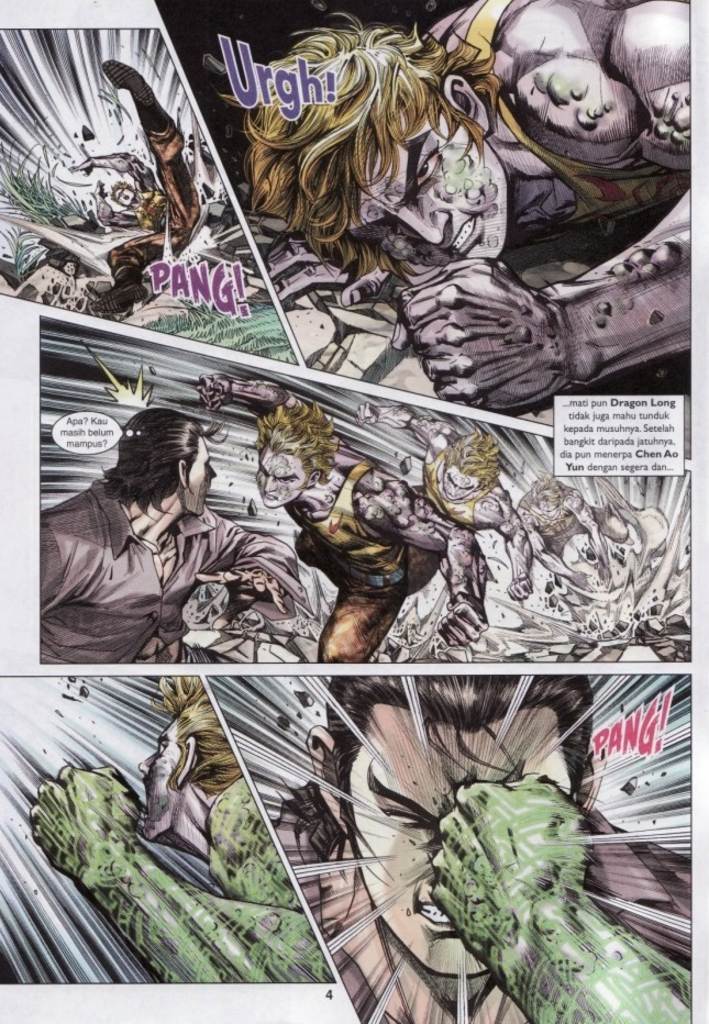 Urgh!
PANG!
Apa? Kau
masih belum
mampus?
...mati pun Dragon Long
tidak juga mahu tunduk
kepada musuhnya. Setelah
bangkit daripada jatuhnya,
dia pun menerpa Chen Ao
Yun dengan segera dan...
PANG!
4